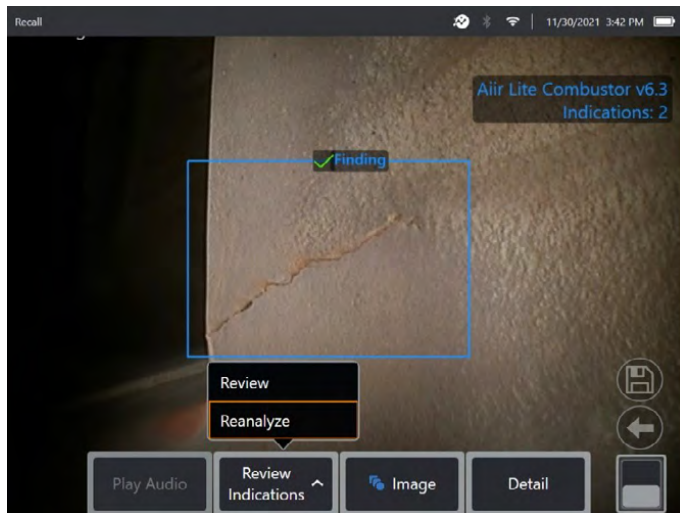 Recall
11/30/2021 3:42 PM
Aiir Lite Combustor v6.3
Indications: 2
Finding
Review
Reanalyze
Play Audio
Review
Indications
Image
Detail